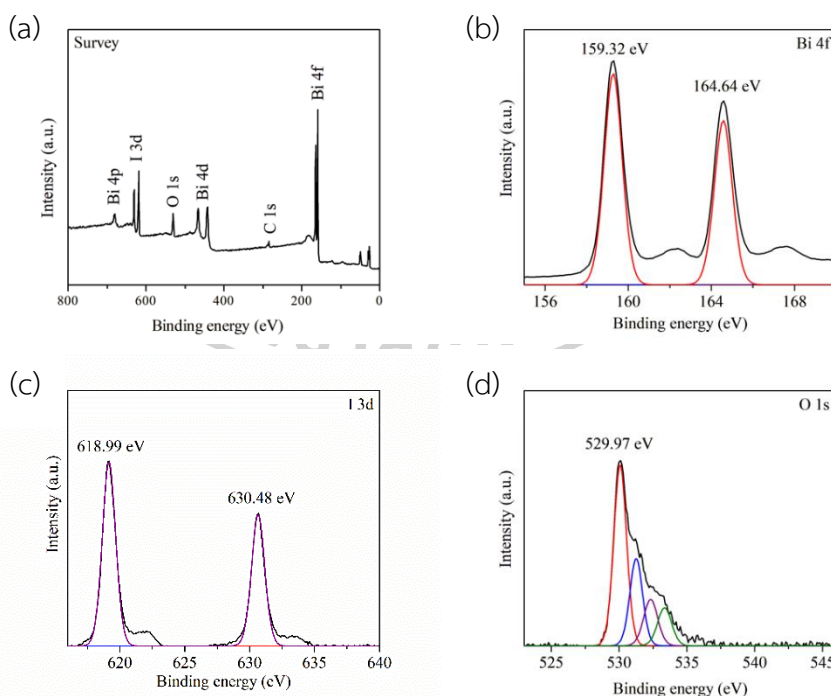 (a)
Survey
Bi 4p
I 3d
O 1s
Bi 4d
C 1s
Bi 4f
Intensity (a.u.)
800 600 400 200 0
Binding energy (eV)
(b)
Bi 4f
159.32 eV
164.64 eV
Intensity (a.u.)
156 160 164 168
Binding energy (eV)
(c)
I 3d
618.99 eV
630.48 eV
Intensity (a.u.)
620 625 630 635 640
Binding energy (eV)
(d)
O 1s
529.97 eV
Intensity (a.u.)
525 530 535 540 545
Binding energy (eV)